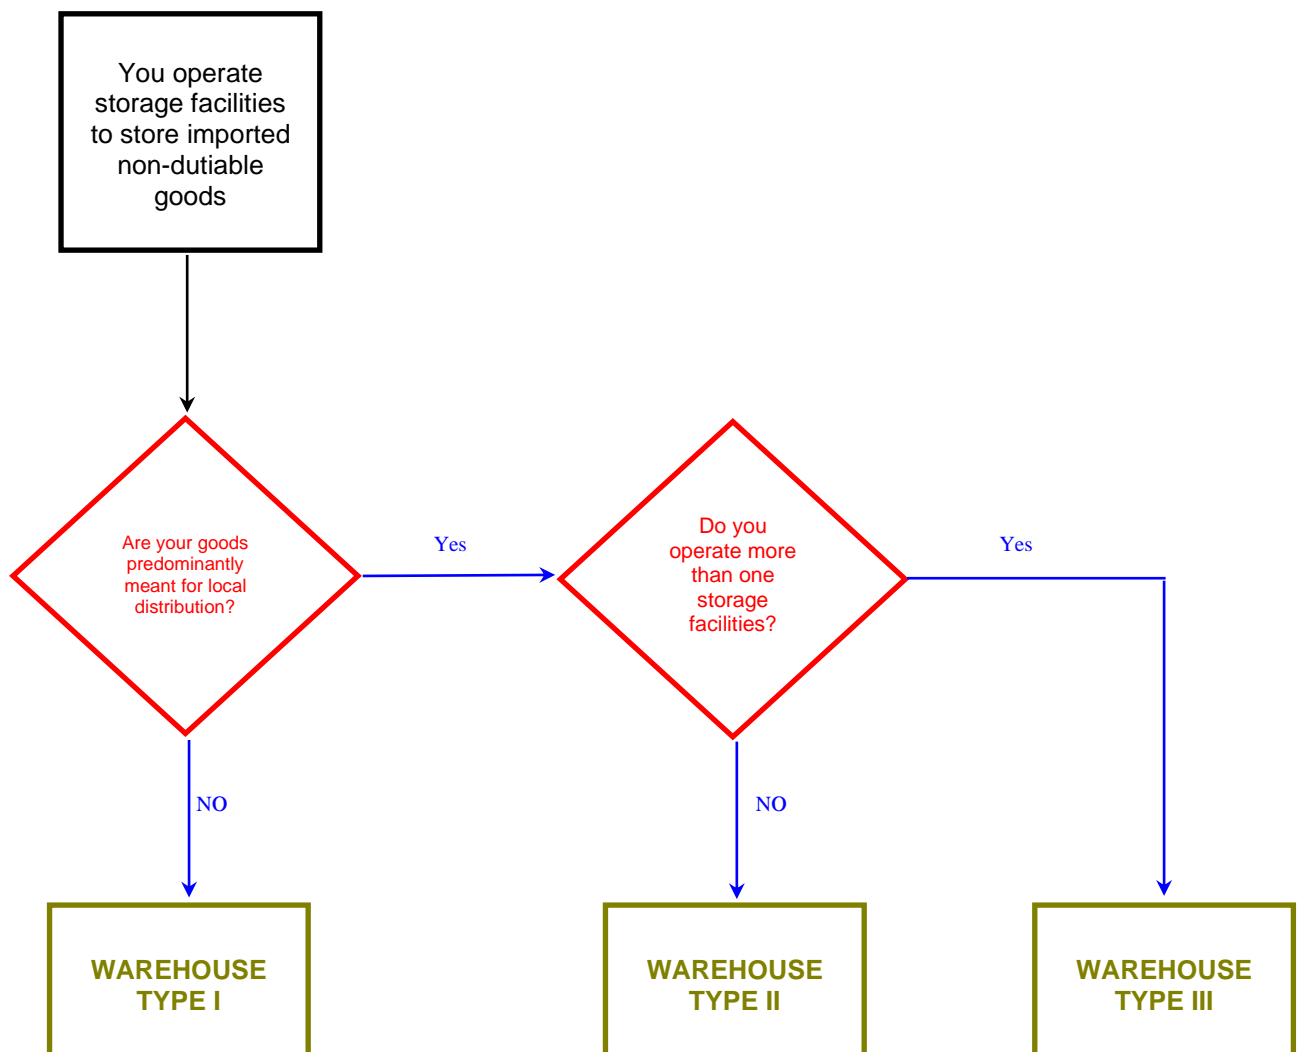 You operate
storage facilities
to store imported
non-dutiable
goods
Are your goods
predominantly
meant for local
distribution?
Yes
Do you
operate more
than one
storage
facilities?
Yes
NO
NO
WAREHOUSE
TYPE I
WAREHOUSE
TYPE II
WAREHOUSE
TYPE III